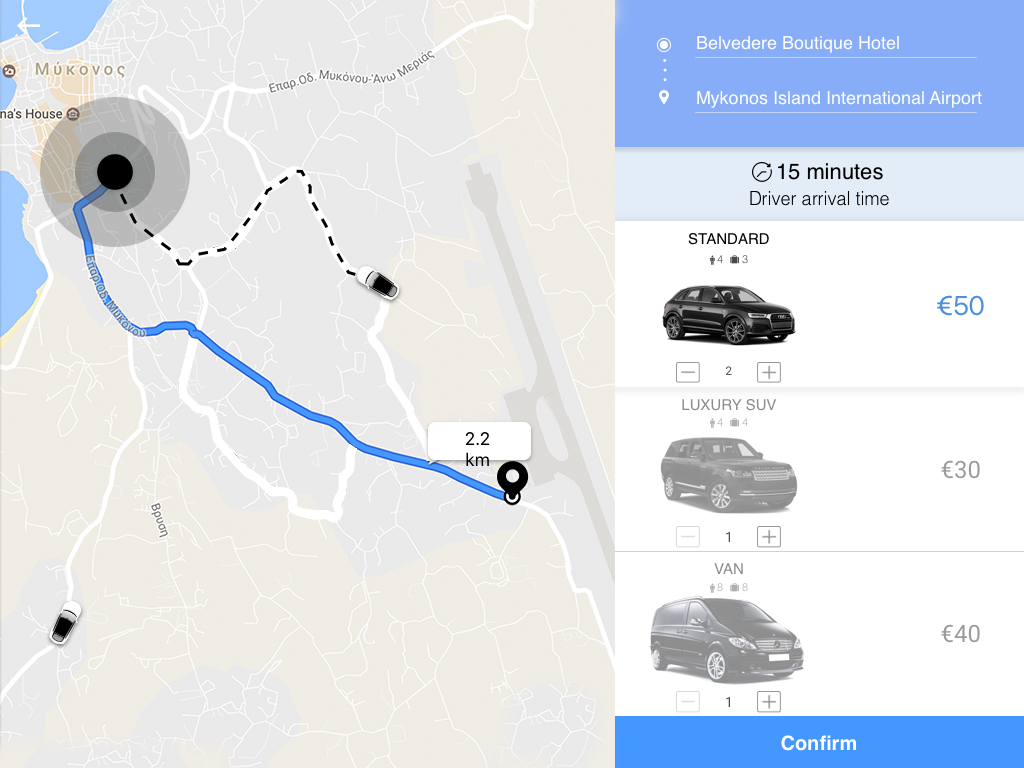 Μύκονος
Επαρ.Οδ. Μυκόνου-Άνω Μεριάς
na's House
Επαρ.Οδ. Μυκόνου
2.2
km
Βρυση
Belvedere Boutique Hotel
Mykonos Island International Airport
15 minutes
Driver arrival time
STANDARD
4 3
€50
2
LUXURY SUV
4 4
€30
1
VAN
8 8
€40
1
Confirm